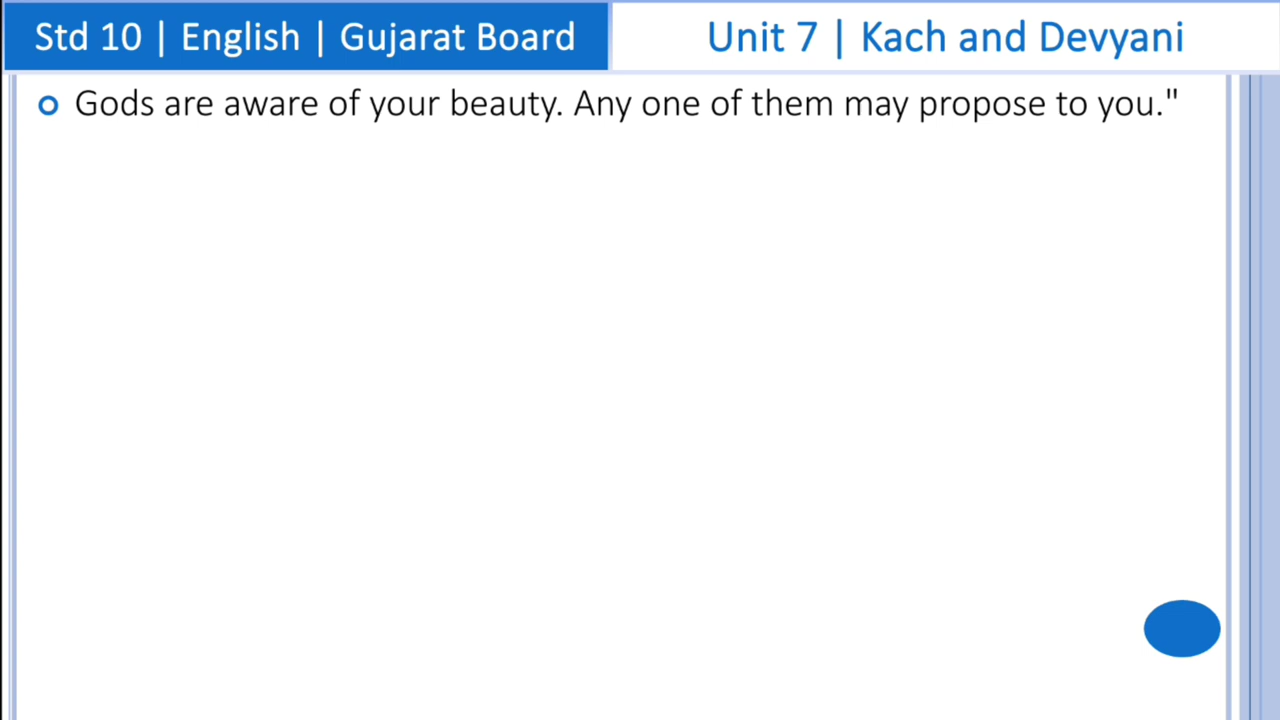 Std 10 | English | Gujarat Board
Unit 7 | Kach and Devyani
Gods are aware of your beauty. Any one of them may propose to you."